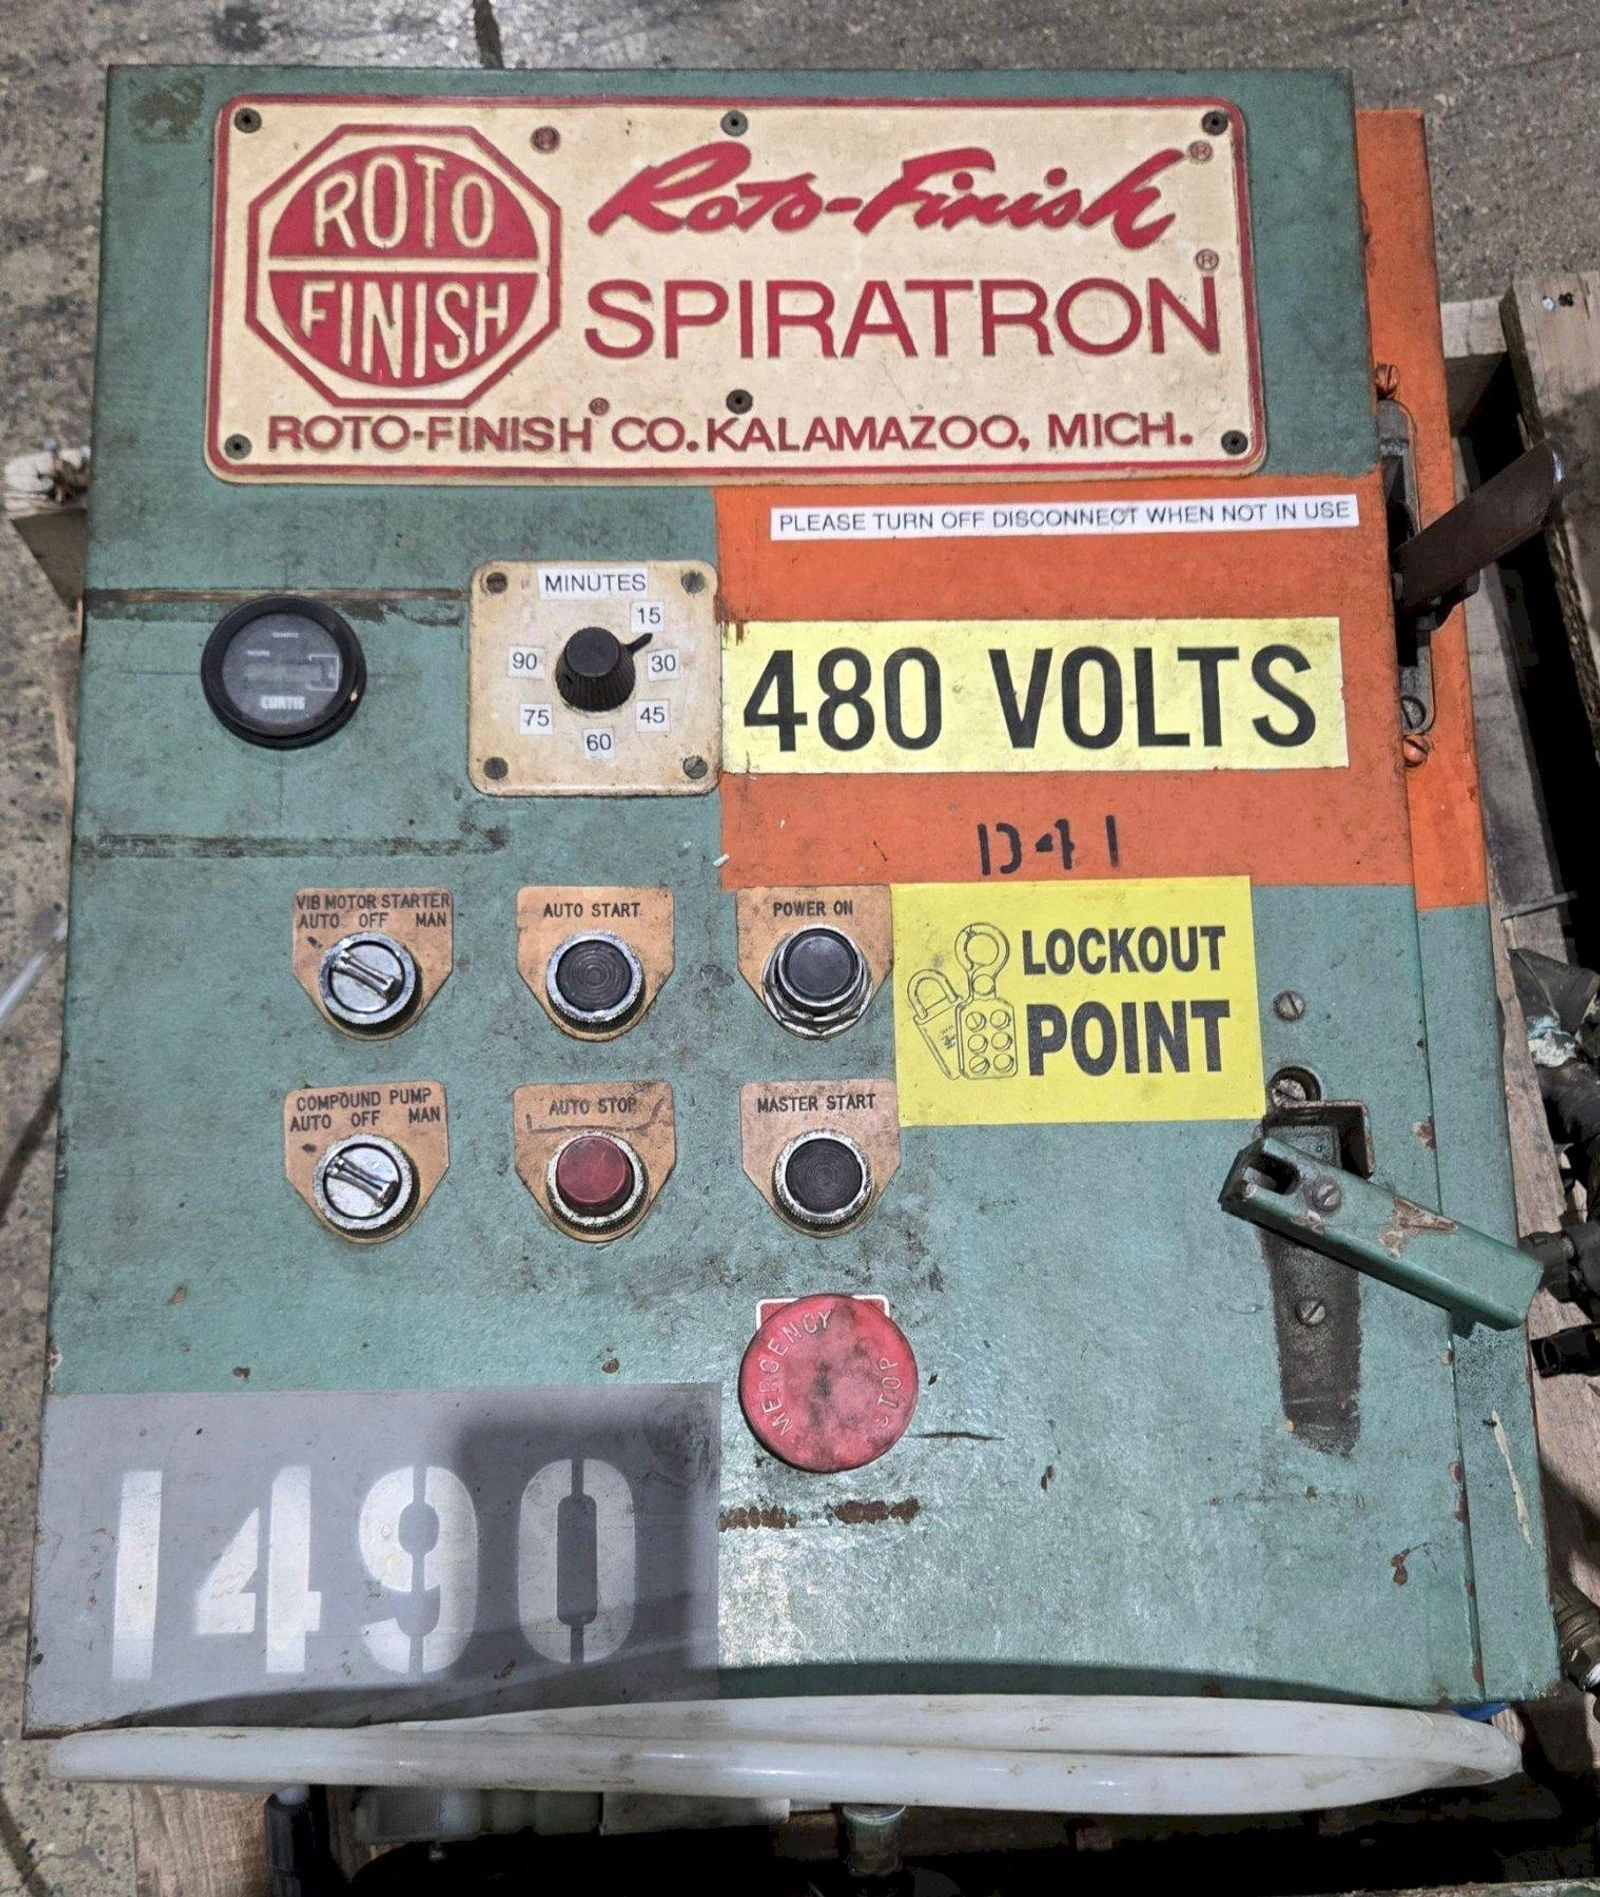 ROTO
FINISH
®
Roto-Finish®
SPIRATRON®
ROTO-FINISH® CO. KALAMAZOO, MICH.
PLEASE TURN OFF DISCONNECT WHEN NOT IN USE
MINUTES
15
30
45
60
75
90
QUARTZ
HOURS
CURTIS
480 VOLTS
D41
VIB MOTOR STARTER
AUTO OFF MAN
AUTO START
POWER ON
LOCKOUT
POINT
COMPOUND PUMP
AUTO OFF MAN
AUTO STOP
MASTER START
EMERGENCY
STOP
1490